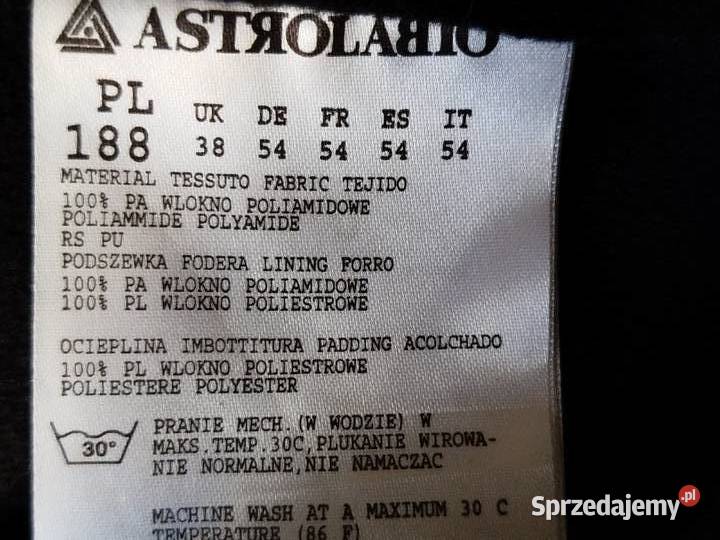 ASTROLABIO
PL UK DE FR ES IT
188 38 54 54 54 54
MATERIAL TESSUTO FABRIC TEJIDO
100% PA WLOKNO POLIAMIDOWE
POLIAMMIDE POLYAMIDE
RS PU
PODSZEWKA FODERA LINING FORRO
100% PA WLOKNO POLIAMIDOWE
100% PL WLOKNO POLIESTROWE
OCIEPLINA IMBOTTITURA PADDING ACOLCHADO
100% PL WLOKNO POLIESTROWE
POLIESTERE POLYESTER
30°
PRANIE MECH.(W WODZIE) W
MAKS.TEMP.30C,PLUKANIE WIROWA-
NIE NORMALNE,NIE NAMACZAC
MACHINE WASH AT A MAXIMUM 30 C
TEMPERATURE (86 F)
Sprzedajemy.pl